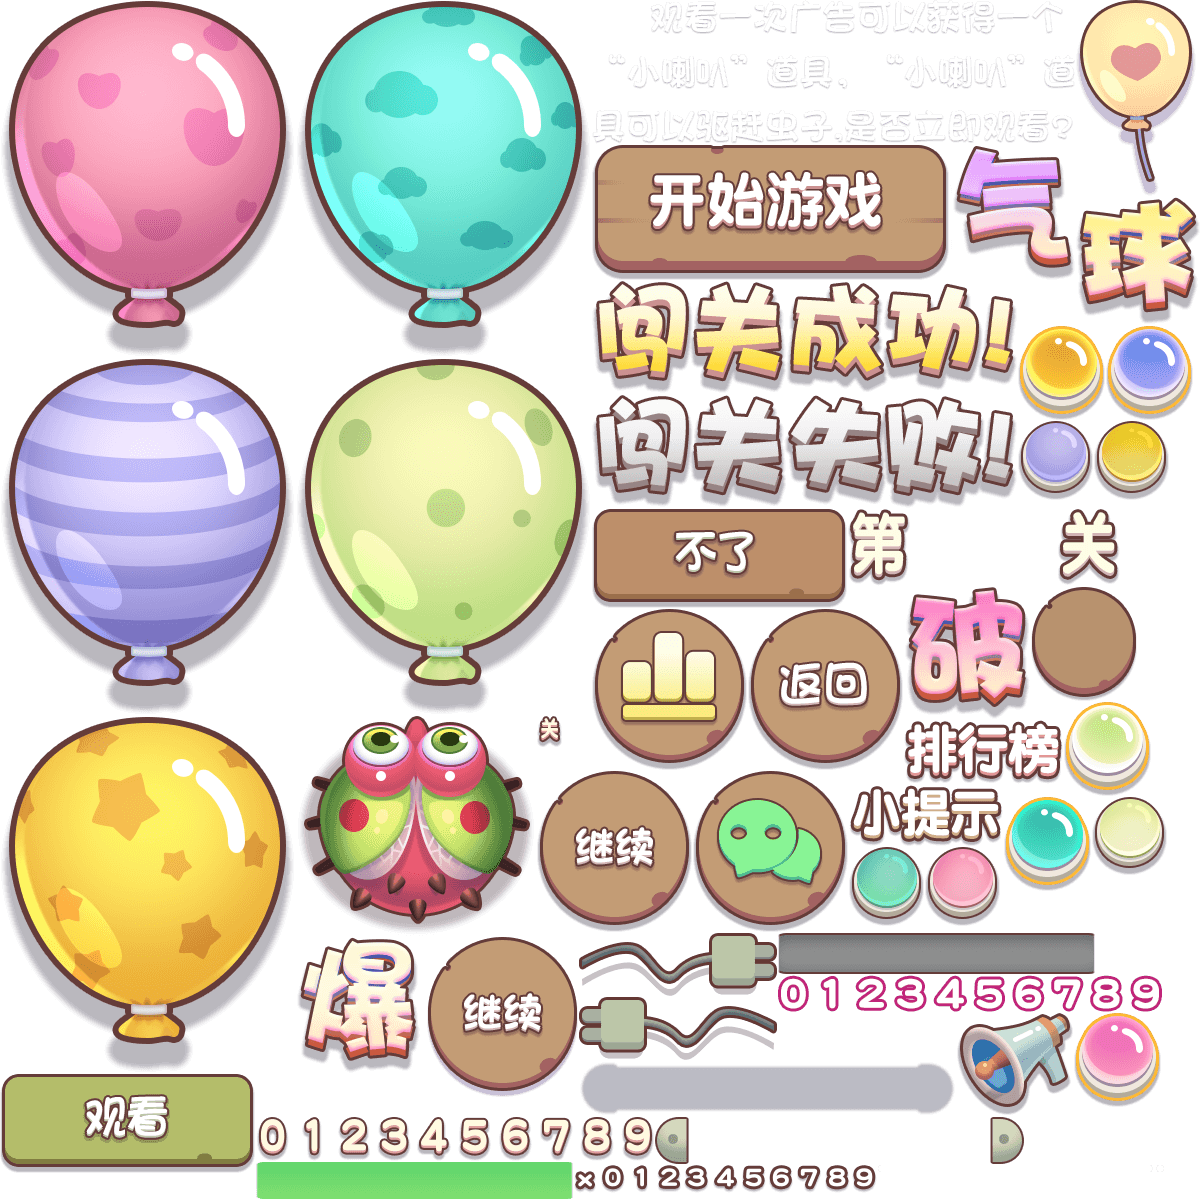 观看一次广告可以获得一个
“小喇叭”道具，“小喇叭”道
具可以驱赶虫子,是否立即观看?
开始游戏
气
球
闯关成功!
闯关失败!
不了
第
关
破
返回
排行榜
关
小提示
继续
爆
继续
0123456789
观看
0123456789
x0123456789